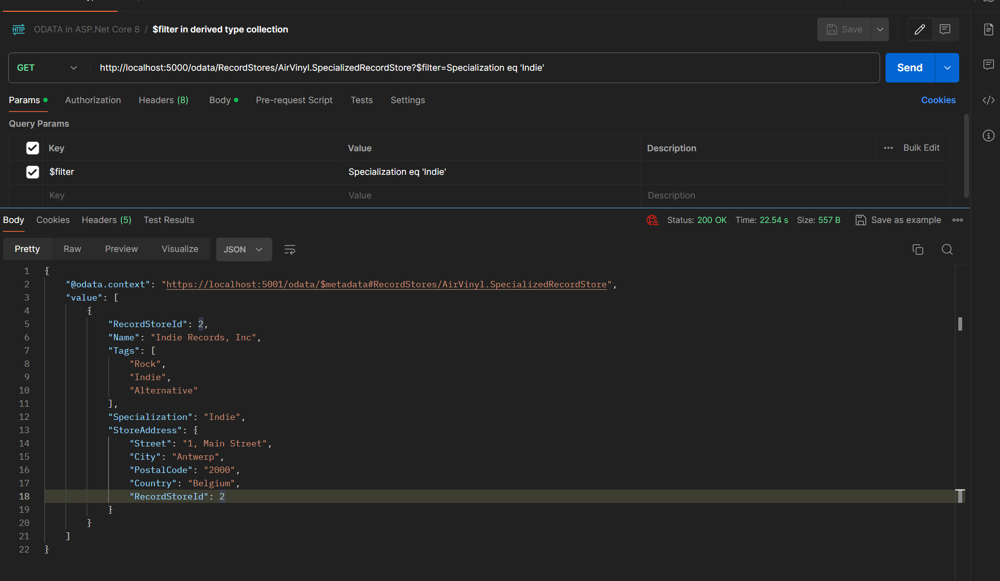 HTTP ODATA in ASP.Net Core 8 / $filter in derived type collection Save
GET http://localhost:5000/odata/RecordStores/AirVinyl.SpecializedRecordStore?$filter=Specialization eq 'Indie' Send
Params Authorization Headers (8) Body Pre-request Script Tests Settings Cookies
Query Params
Key Value Description Bulk Edit
$filter Specialization eq 'Indie'
Key Value Description
Body Cookies Headers (5) Test Results Status: 200 OK Time: 22.54 s Size: 557 B Save as example
Pretty Raw Preview Visualize JSON
1 {
2 "@odata.context": "https://localhost:5001/odata/$metadata#RecordStores/AirVinyl.SpecializedRecordStore",
3 "value": [
4 {
5 "RecordStoreId": 2,
6 "Name": "Indie Records, Inc",
7 "Tags": [
8 "Rock",
9 "Indie",
10 "Alternative"
11 ],
12 "Specialization": "Indie",
13 "StoreAddress": {
14 "Street": "1, Main Street",
15 "City": "Antwerp",
16 "PostalCode": "2000",
17 "Country": "Belgium",
18 "RecordStoreId": 2
19 }
20 }
21 ]
22 }